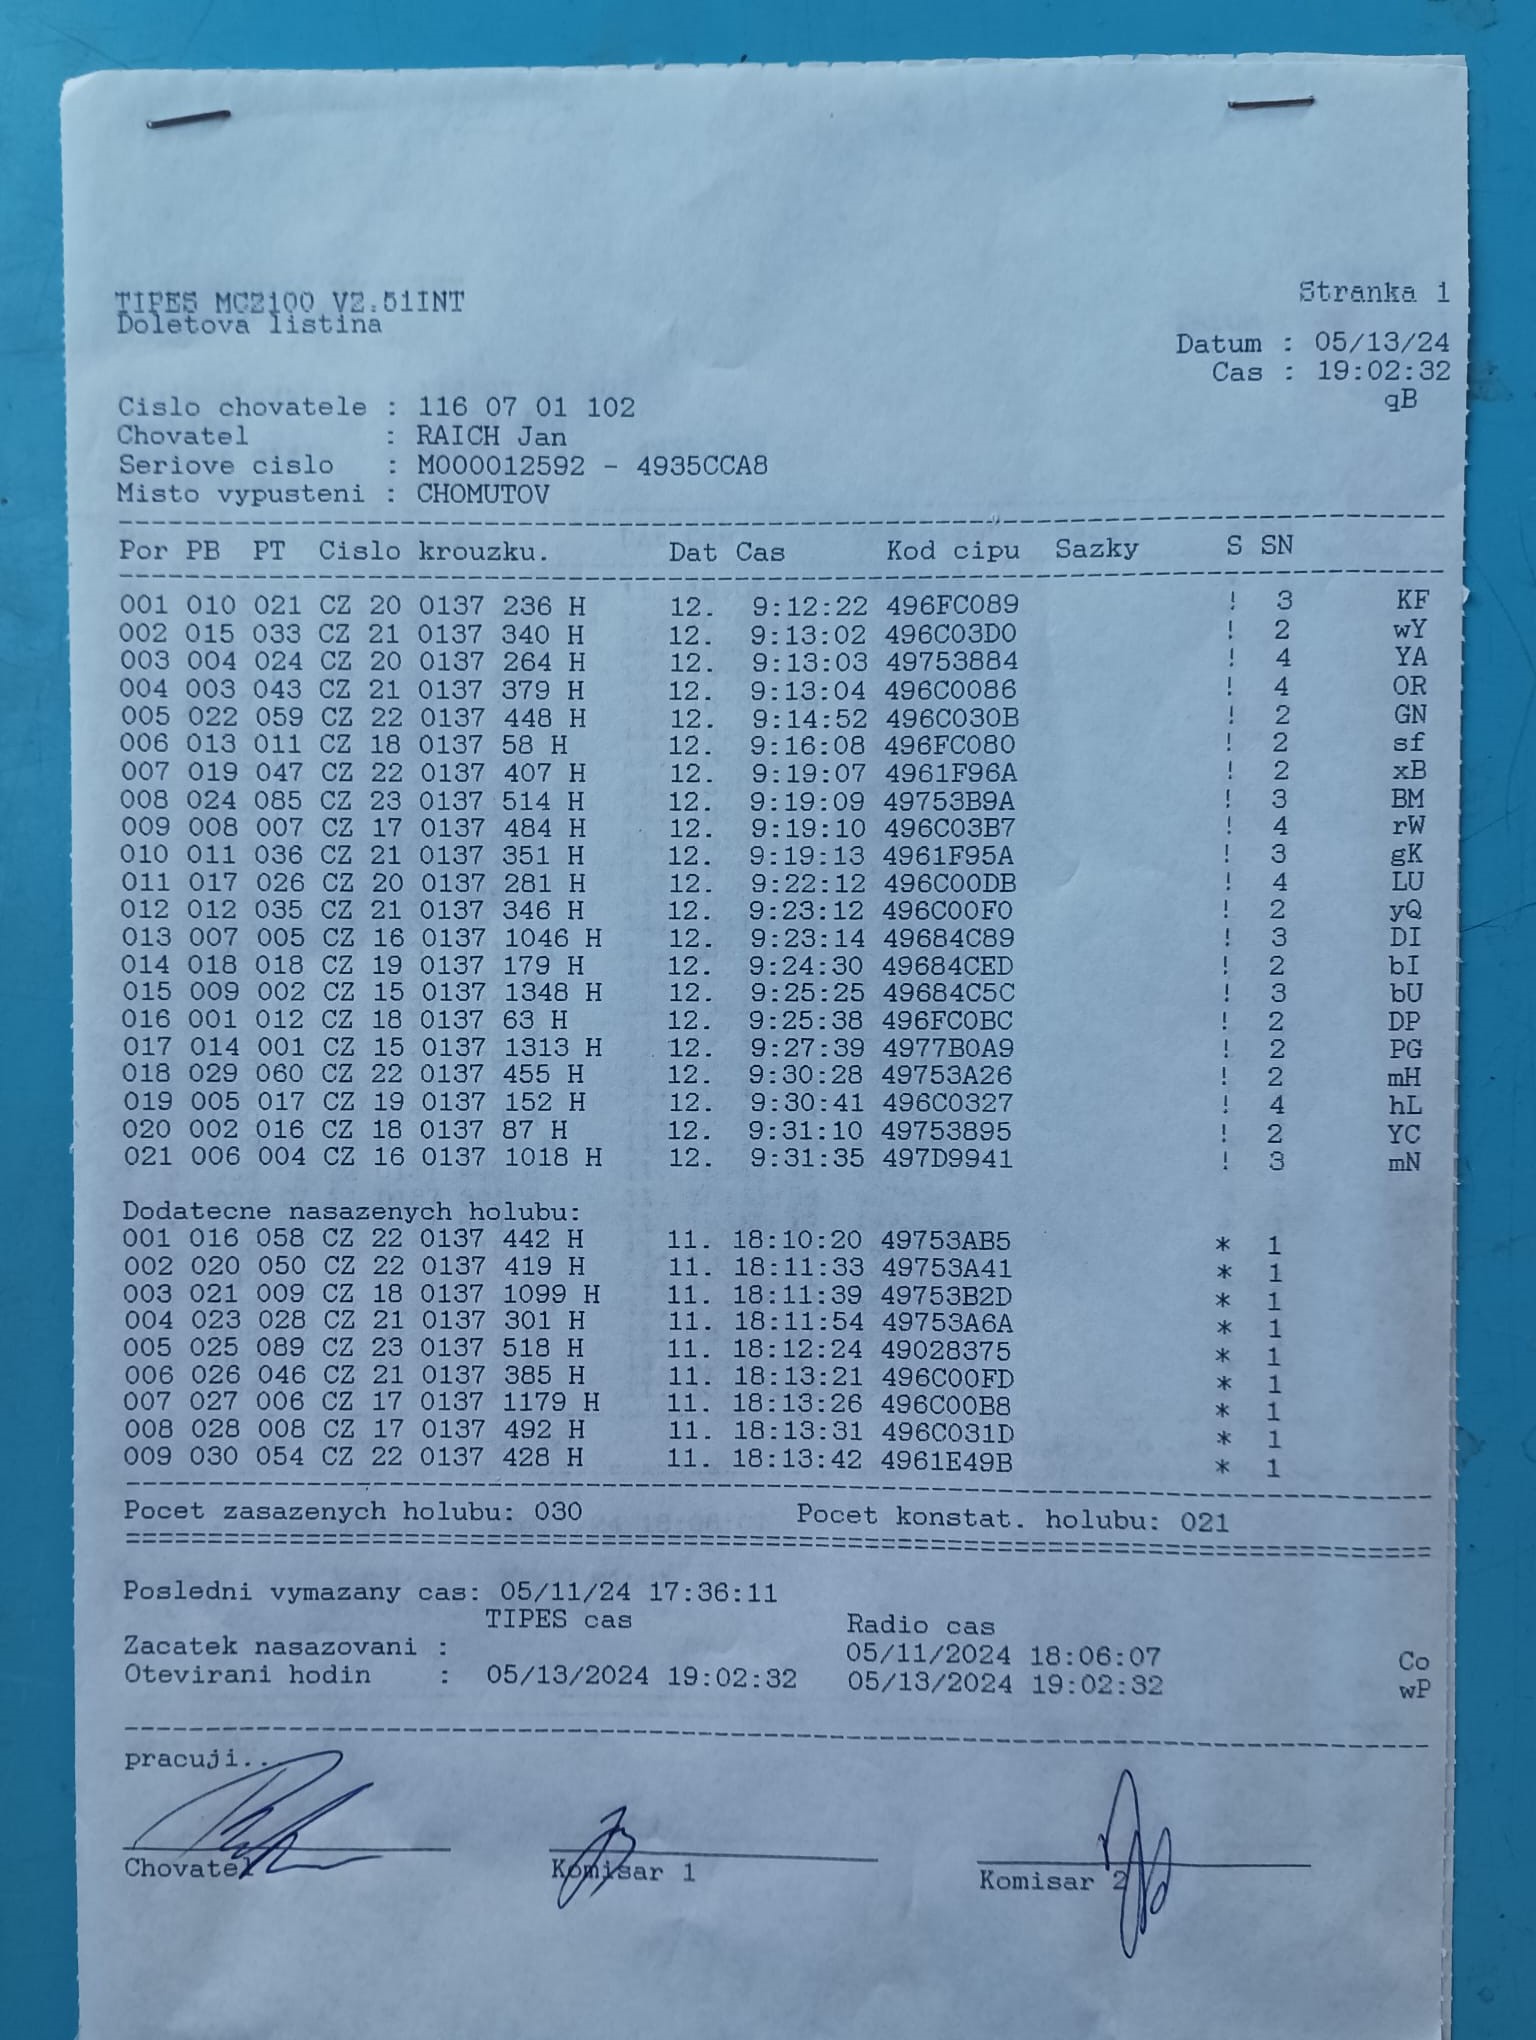 TIPES MCZ100 V2.51INT
Stranka 1
Doletova listina
Datum : 05/13/24
Cas : 19:02:32
qB
Cislo chovatele : 116 07 01 102
Chovatel : RAICH Jan
Seriove cislo : M000012592 - 4935CCA8
Misto vypusteni : CHOMUTOV
Por PB PT Cislo krouzku. Dat Cas Kod cipu Sazky S SN
001 010 021 CZ 20 0137 236 H 12. 9:12:22 496FC089 ! 3 KF
002 015 033 CZ 21 0137 340 H 12. 9:13:02 496C03D0 ! 2 wY
003 004 024 CZ 20 0137 264 H 12. 9:13:03 49753884 ! 4 YA
004 003 043 CZ 21 0137 379 H 12. 9:13:04 496C0086 ! 4 OR
005 022 059 CZ 22 0137 448 H 12. 9:14:52 496C030B ! 2 GN
006 013 011 CZ 18 0137 58 H 12. 9:16:08 496FC080 ! 2 sf
007 019 047 CZ 22 0137 407 H 12. 9:19:07 4961F96A ! 2 xB
008 024 085 CZ 23 0137 514 H 12. 9:19:09 49753B9A ! 3 BM
009 008 007 CZ 17 0137 484 H 12. 9:19:10 496C03B7 ! 4 rW
010 011 036 CZ 21 0137 351 H 12. 9:19:13 4961F95A ! 3 gK
011 017 026 CZ 20 0137 281 H 12. 9:22:12 496C00DB ! 4 LU
012 012 035 CZ 21 0137 346 H 12. 9:23:12 496C00F0 ! 2 yQ
013 007 005 CZ 16 0137 1046 H 12. 9:23:14 49684C89 ! 3 DI
014 018 018 CZ 19 0137 179 H 12. 9:24:30 49684CED ! 2 bI
015 009 002 CZ 15 0137 1348 H 12. 9:25:25 49684C5C ! 3 bU
016 001 012 CZ 18 0137 63 H 12. 9:25:38 496FC0BC ! 2 DP
017 014 001 CZ 15 0137 1313 H 12. 9:27:39 4977B0A9 ! 2 PG
018 029 060 CZ 22 0137 455 H 12. 9:30:28 49753A26 ! 2 mH
019 005 017 CZ 19 0137 152 H 12. 9:30:41 496C0327 ! 4 hL
020 002 016 CZ 18 0137 87 H 12. 9:31:10 49753895 ! 2 YC
021 006 004 CZ 16 0137 1018 H 12. 9:31:35 497D9941 ! 3 mN
Dodatecne nasazenych holubu:
001 016 058 CZ 22 0137 442 H 11. 18:10:20 49753AB5 * 1
002 020 050 CZ 22 0137 419 H 11. 18:11:33 49753A41 * 1
003 021 009 CZ 18 0137 1099 H 11. 18:11:39 49753B2D * 1
004 023 028 CZ 21 0137 301 H 11. 18:11:54 49753A6A * 1
005 025 089 CZ 23 0137 518 H 11. 18:12:24 49028375 * 1
006 026 046 CZ 21 0137 385 H 11. 18:13:21 496C00FD * 1
007 027 006 CZ 17 0137 1179 H 11. 18:13:26 496C00B8 * 1
008 028 008 CZ 17 0137 492 H 11. 18:13:31 496C031D * 1
009 030 054 CZ 22 0137 428 H 11. 18:13:42 4961E49B * 1
Pocet zasazenych holubu: 030 Pocet konstat. holubu: 021
Posledni vymazany cas: 05/11/24 17:36:11
TIPES cas Radio cas
Zacatek nasazovani : 05/11/2024 18:06:07 Co
Otevirani hodin : 05/13/2024 19:02:32 05/13/2024 19:02:32 wP
pracuji..
Chovatel Komisar 1 Komisar 2